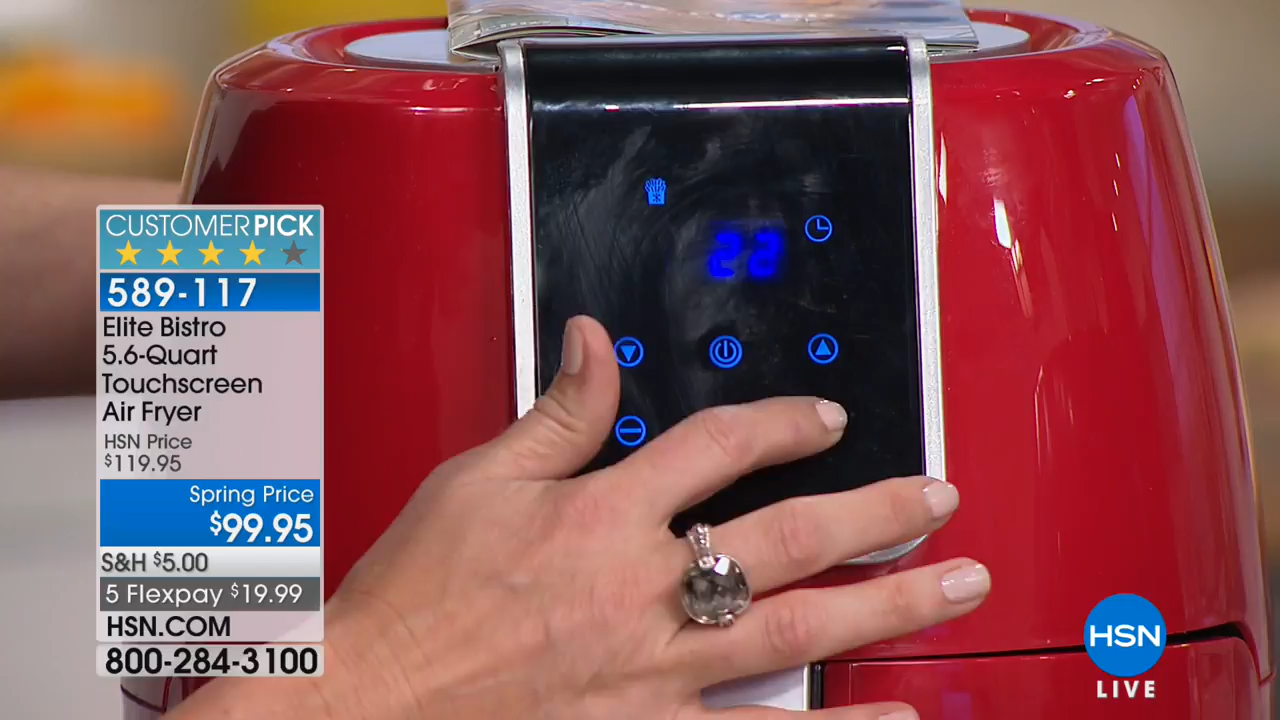 CUSTOMER PICK
589-117
Elite Bistro
5.6-Quart
Touchscreen
Air Fryer
HSN Price
$119.95
Spring Price
$99.95
S&H $5.00
5 Flexpay $19.99
HSN.COM
800-284-3100
22
HSN
LIVE